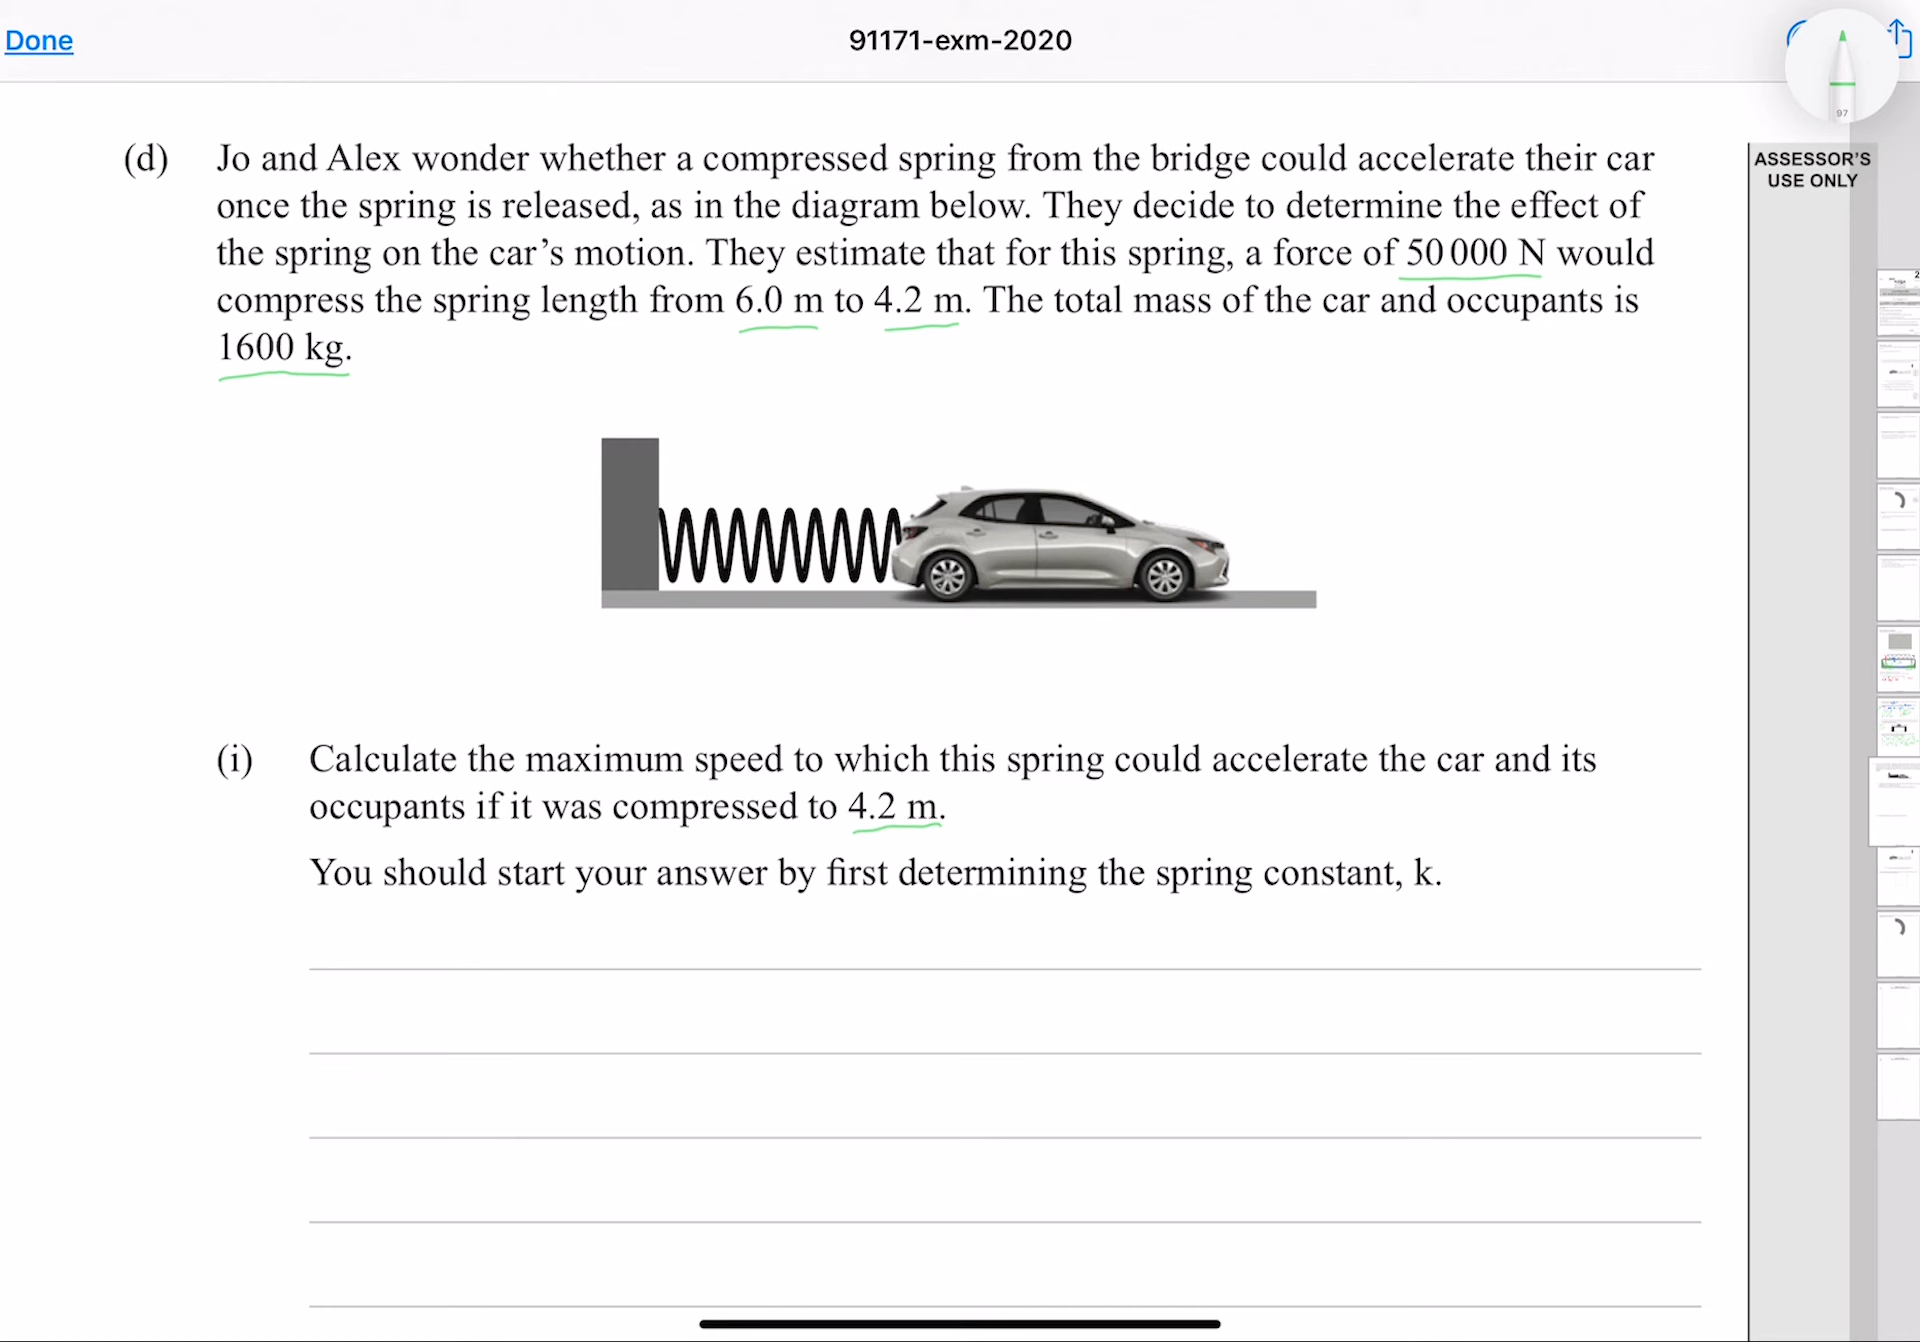 Done
91171-exm-2020
97
(d) Jo and Alex wonder whether a compressed spring from the bridge could accelerate their car
once the spring is released, as in the diagram below. They decide to determine the effect of
the spring on the car’s motion. They estimate that for this spring, a force of 50 000 N would
compress the spring length from 6.0 m to 4.2 m. The total mass of the car and occupants is
1600 kg.
ASSESSOR’S
USE ONLY
(i) Calculate the maximum speed to which this spring could accelerate the car and its
occupants if it was compressed to 4.2 m.
You should start your answer by first determining the spring constant, k.